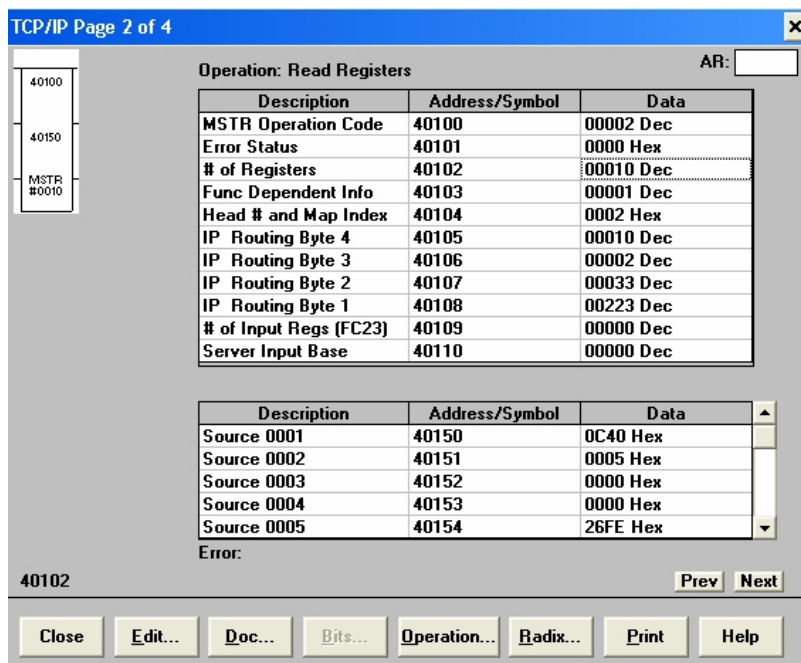 TCP/IP Page 2 of 4
40100
40150
MSTR
#0010
Operation: Read Registers
AR:
Description Address/Symbol Data
MSTR Operation Code 40100 00002 Dec
Error Status 40101 0000 Hex
# of Registers 40102 00010 Dec
Func Dependent Info 40103 00001 Dec
Head # and Map Index 40104 0002 Hex
IP Routing Byte 4 40105 00010 Dec
IP Routing Byte 3 40106 00002 Dec
IP Routing Byte 2 40107 00033 Dec
IP Routing Byte 1 40108 00223 Dec
# of Input Regs (FC23) 40109 00000 Dec
Server Input Base 40110 00000 Dec
Description Address/Symbol Data
Source 0001 40150 0C40 Hex
Source 0002 40151 0005 Hex
Source 0003 40152 0000 Hex
Source 0004 40153 0000 Hex
Source 0005 40154 26FE Hex
Error:
40102
Prev Next
Close Edit... Doc... Bits... Operation... Radix... Print Help